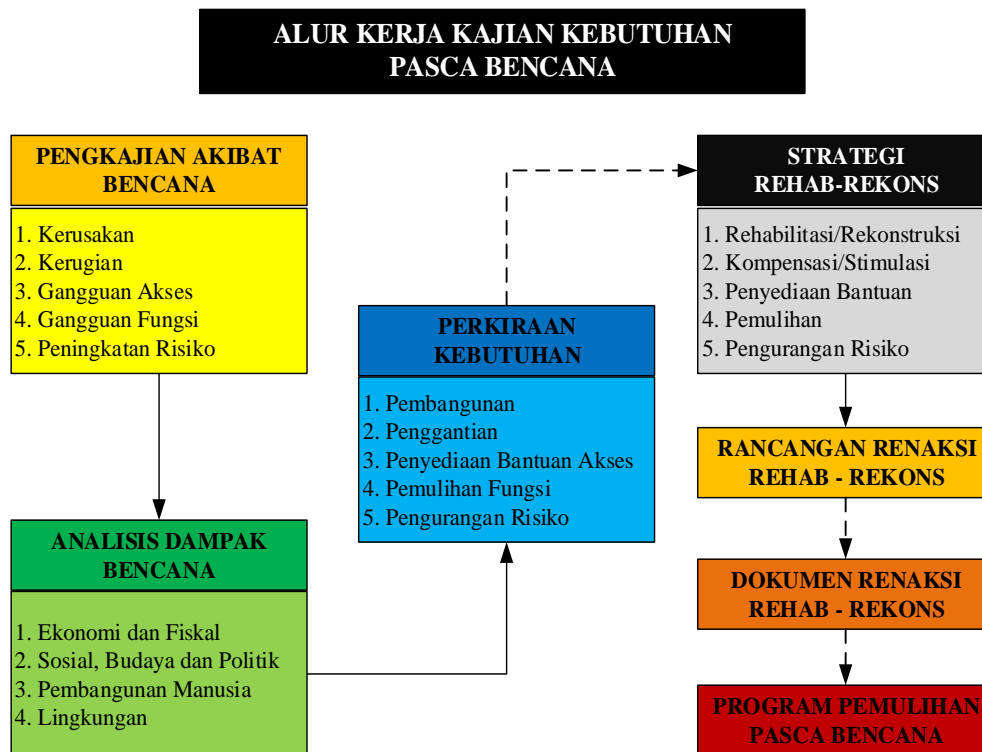 ALUR KERJA KAJIAN KEBUTUHAN
PASCA BENCANA
PENGKAJIAN AKIBAT
BENCANA
1. Kerusakan
2. Kerugian
3. Gangguan Akses
4. Gangguan Fungsi
5. Peningkatan Risiko
ANALISIS DAMPAK
BENCANA
1. Ekonomi dan Fiskal
2. Sosial, Budaya dan Politik
3. Pembangunan Manusia
4. Lingkungan
PERKIRAAN
KEBUTUHAN
1. Pembangunan
2. Penggantian
3. Penyediaan Bantuan Akses
4. Pemulihan Fungsi
5. Pengurangan Risiko
STRATEGI
REHAB-REKONS
1. Rehabilitasi/Rekonstruksi
2. Kompensasi/Stimulasi
3. Penyediaan Bantuan
4. Pemulihan
5. Pengurangan Risiko
RANCANGAN RENAKSI
REHAB - REKONS
DOKUMEN RENAKSI
REHAB - REKONS
PROGRAM PEMULIHAN
PASCA BENCANA